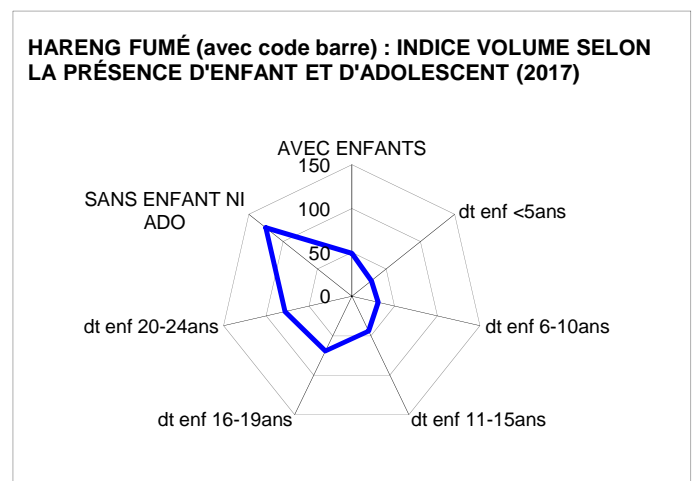 HARENG FUMÉ (avec code barre) : INDICE VOLUME SELON
LA PRÉSENCE D'ENFANT ET D'ADOLESCENT (2017)
AVEC ENFANTS
150
100
50
0
SANS ENFANT NI
ADO
dt enf <5ans
dt enf 20-24ans
dt enf 6-10ans
dt enf 16-19ans
dt enf 11-15ans